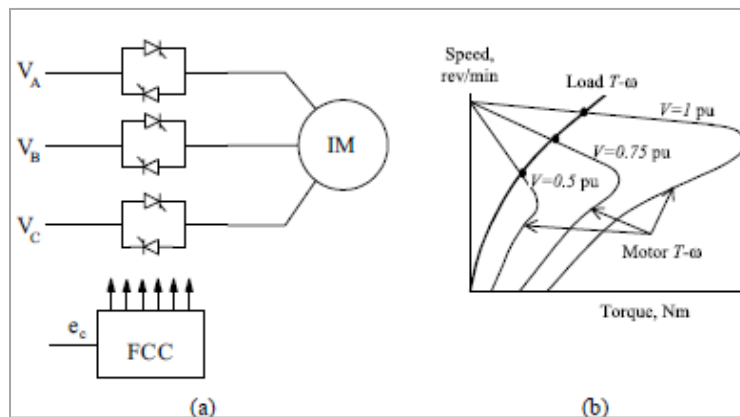 V_A
V_B
V_C
IM
e_c
FCC
(a)
Speed,
rev/min
Load T-ω
V=1 pu
V=0.75 pu
V=0.5 pu
Motor T-ω
Torque, Nm
(b)